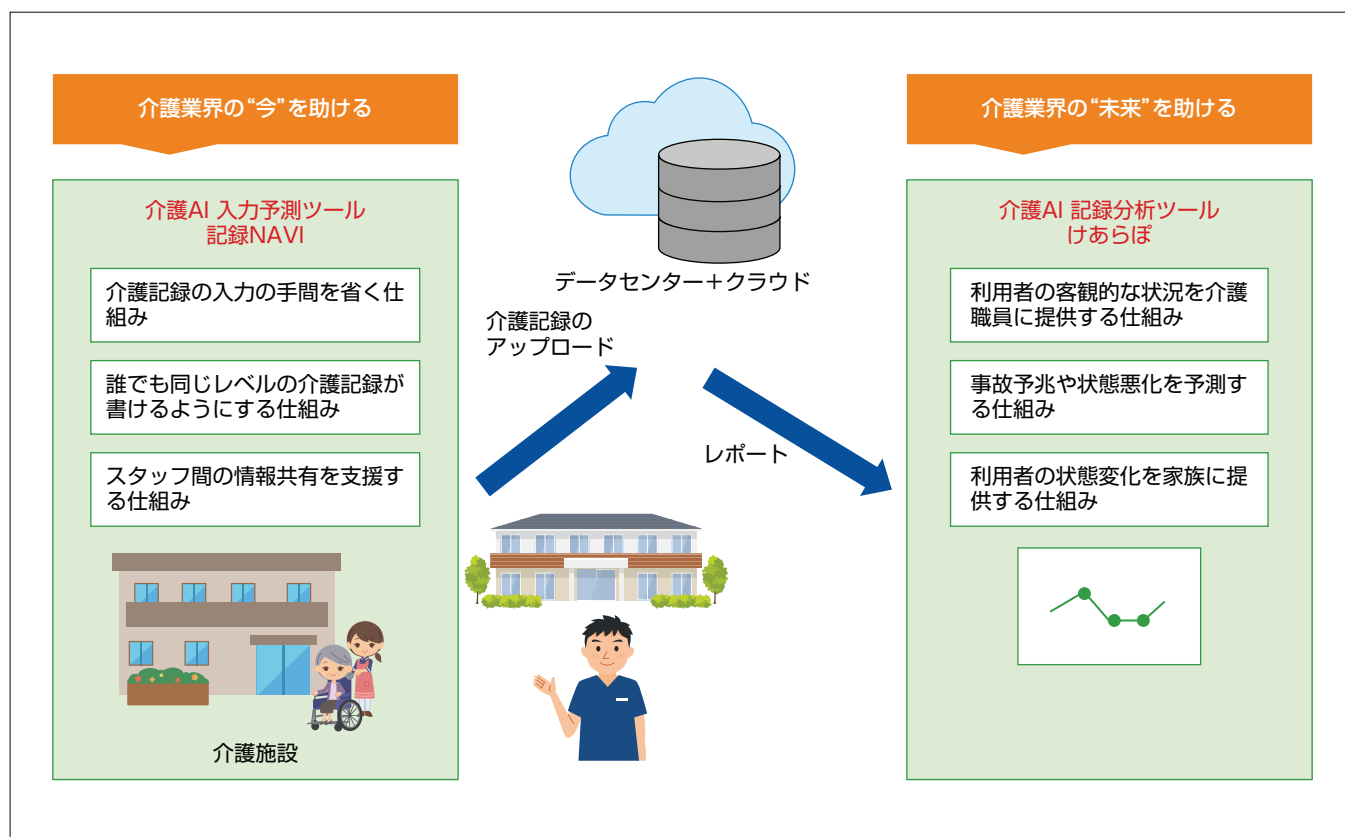 介護業界の“今”を助ける
介護AI 入力予測ツール
記録NAVI
介護記録の入力の手間を省く仕
組み
誰でも同じレベルの介護記録が
書けるようにする仕組み
スタッフ間の情報共有を支援す
る仕組み
介護施設
データセンター＋クラウド
介護記録の
アップロード
レポート
介護業界の“未来”を助ける
介護AI 記録分析ツール
けあらぽ
利用者の客観的な状況を介護
職員に提供する仕組み
事故予兆や状態悪化を予測す
る仕組み
利用者の状態変化を家族に提
供する仕組み